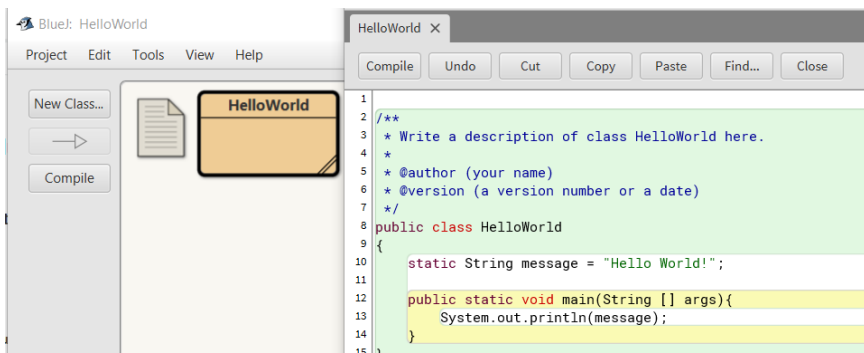 BlueJ: HelloWorld
Project Edit Tools View Help
New Class...
Compile
HelloWorld
HelloWorld ×
Compile Undo Cut Copy Paste Find... Close
1
2 /**
3 * Write a description of class HelloWorld here.
4 *
5 * @author (your name)
6 * @version (a version number or a date)
7 */
8 public class HelloWorld
9 {
10 static String message = "Hello World!";
11
12 public static void main(String [] args){
13 System.out.println(message);
14 }
15 }